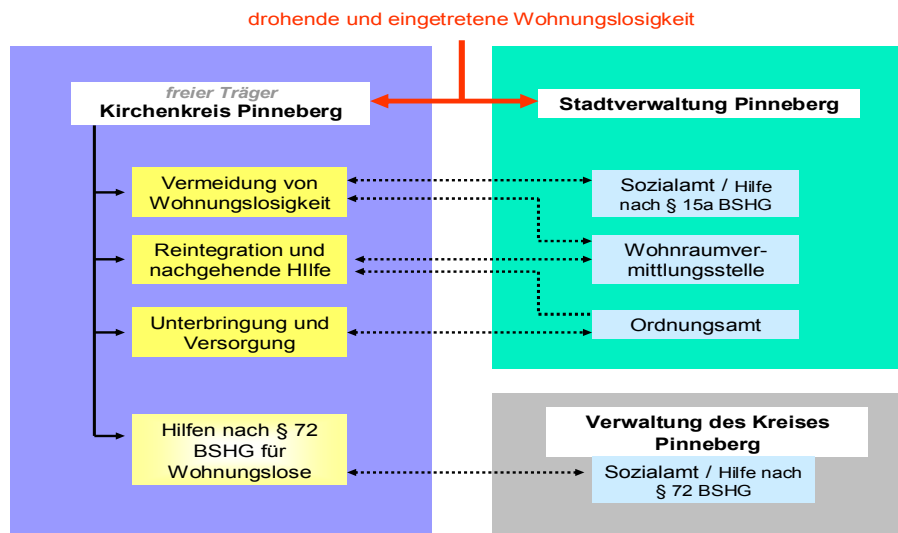 drohende und eingetretene Wohnungslosigkeit
freier Träger
Kirchenkreis Pinneberg
Stadtverwaltung Pinneberg
Vermeidung von
Wohnungslosigkeit
Sozialamt / Hilfe
nach § 15a BSHG
Reintegration und
nachgehende HIlfe
Wohnraumver-
mittlungsstelle
Unterbringung und
Versorgung
Ordnungsamt
Hilfen nach § 72
BSHG für
Wohnungslose
Verwaltung des Kreises
Pinneberg
Sozialamt / Hilfe nach
§ 72 BSHG